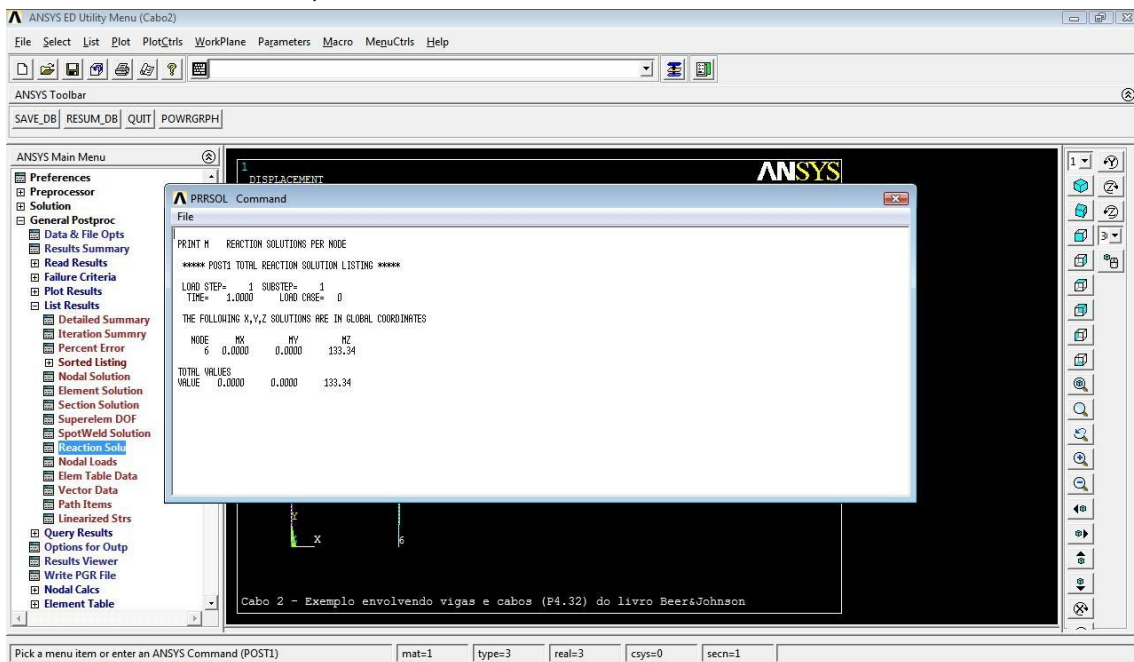 ANSYS ED Utility Menu (Cabo2)
File Select List Plot PlotCtrls WorkPlane Parameters Macro MenuCtrls Help
ANSYS Toolbar
SAVE_DB RESUM_DB QUIT POWRGRPH
ANSYS Main Menu
Preferences
Preprocessor
Solution
General Postproc
Data & File Opts
Results Summary
Read Results
Failure Criteria
Plot Results
List Results
Detailed Summary
Iteration Summry
Percent Error
Sorted Listing
Nodal Solution
Element Solution
Section Solution
Superelem DOF
SpotWeld Solution
Reaction Solu
Nodal Loads
Elem Table Data
Vector Data
Path Items
Linearized Strs
Query Results
Options for Outp
Results Viewer
Write PGR File
Nodal Calcs
Element Table
1
DISPLACEMENT
ANSYS
PRRSOL Command
File
PRINT M REACTION SOLUTIONS PER NODE
***** POST1 TOTAL REACTION SOLUTION LISTING *****
LOAD STEP= 1 SUBSTEP= 1
TIME= 1.0000 LOAD CASE= 0
THE FOLLOWING X,Y,Z SOLUTIONS ARE IN GLOBAL COORDINATES
NODE MX MY MZ
6 0.0000 0.0000 133.34
TOTAL VALUES
VALUE 0.0000 0.0000 133.34
Y
X
6
Cabo 2 - Exemplo envolvendo vigas e cabos (P4.32) do livro Beer&Johnson
1
3
Pick a menu item or enter an ANSYS Command (POST1)
mat=1
type=3
real=3
csys=0
secn=1